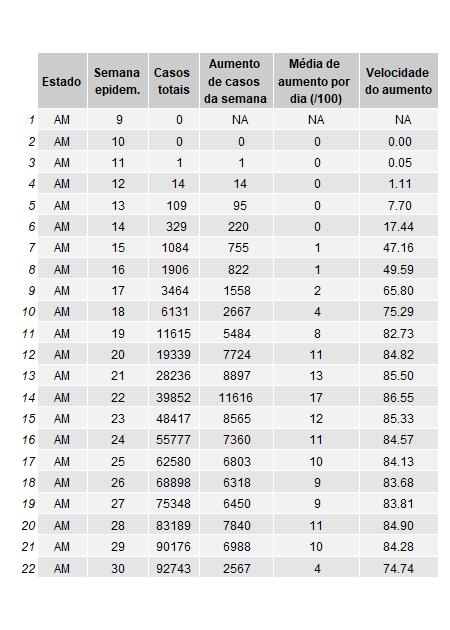 Estado Semana epidem. Casos totais Aumento de casos da semana Média de aumento por dia (/100) Velocidade do aumento
1 AM 9 0 NA NA NA
2 AM 10 0 0 0 0.00
3 AM 11 1 1 0 0.05
4 AM 12 14 14 0 1.11
5 AM 13 109 95 0 7.70
6 AM 14 329 220 0 17.44
7 AM 15 1084 755 1 47.16
8 AM 16 1906 822 1 49.59
9 AM 17 3464 1558 2 65.80
10 AM 18 6131 2667 4 75.29
11 AM 19 11615 5484 8 82.73
12 AM 20 19339 7724 11 84.82
13 AM 21 28236 8897 13 85.50
14 AM 22 39852 11616 17 86.55
15 AM 23 48417 8565 12 85.33
16 AM 24 55777 7360 11 84.57
17 AM 25 62580 6803 10 84.13
18 AM 26 68898 6318 9 83.68
19 AM 27 75348 6450 9 83.81
20 AM 28 83189 7840 11 84.90
21 AM 29 90176 6988 10 84.28
22 AM 30 92743 2567 4 74.74